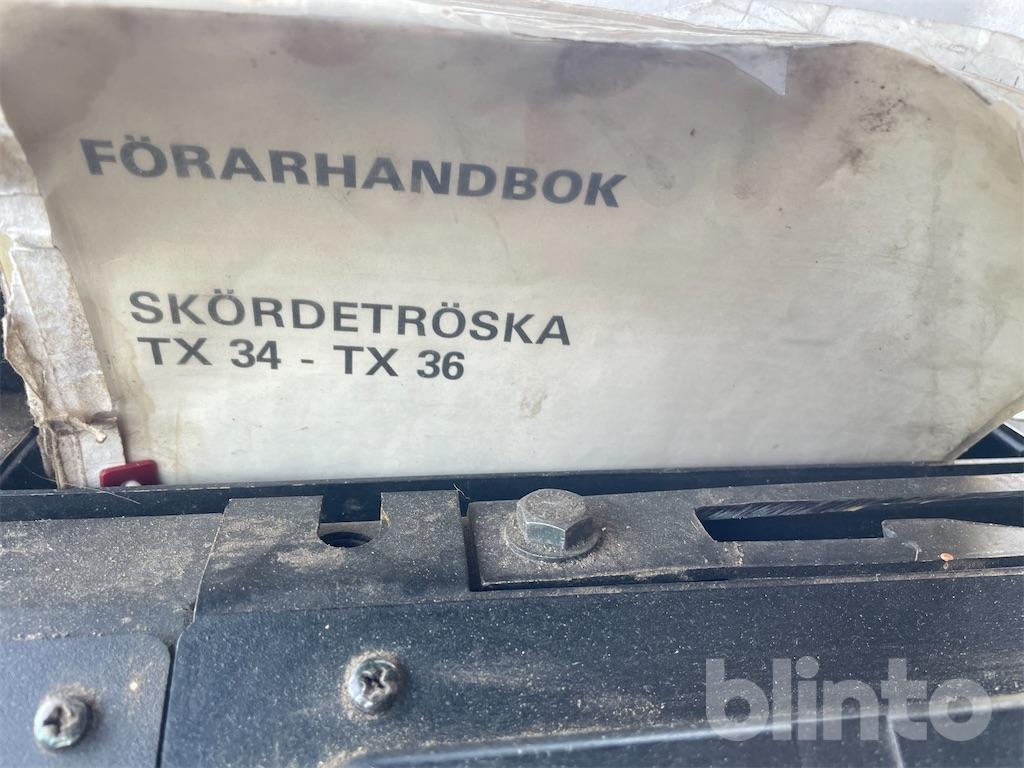 FÖRARHANDBOK
SKÖRDETRÖSKA
TX 34 - TX 36
blinto